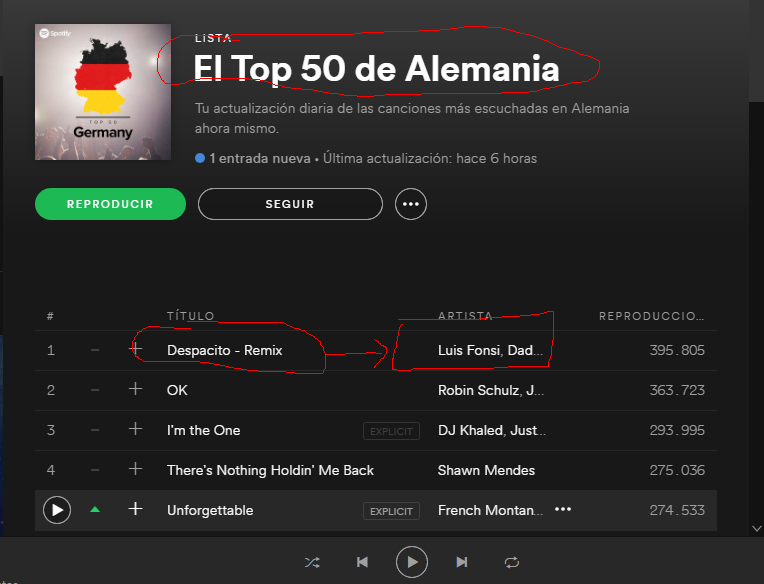 Spotify
TOP 50
Germany
LISTA
El Top 50 de Alemania
Tu actualización diaria de las canciones más escuchadas en Alemania
ahora mismo.
1 entrada nueva • Última actualización: hace 6 horas
REPRODUCIR
SEGUIR
# TÍTULO ARTISTA REPRODUCCIO...
1 – + Despacito - Remix Luis Fonsi, Dad... 395.805
2 – + OK Robin Schulz, J... 363.723
3 – + I'm the One EXPLICIT DJ Khaled, Just... 293.995
4 – + There's Nothing Holdin' Me Back Shawn Mendes 275.036
+ Unforgettable EXPLICIT French Montan... 274.533